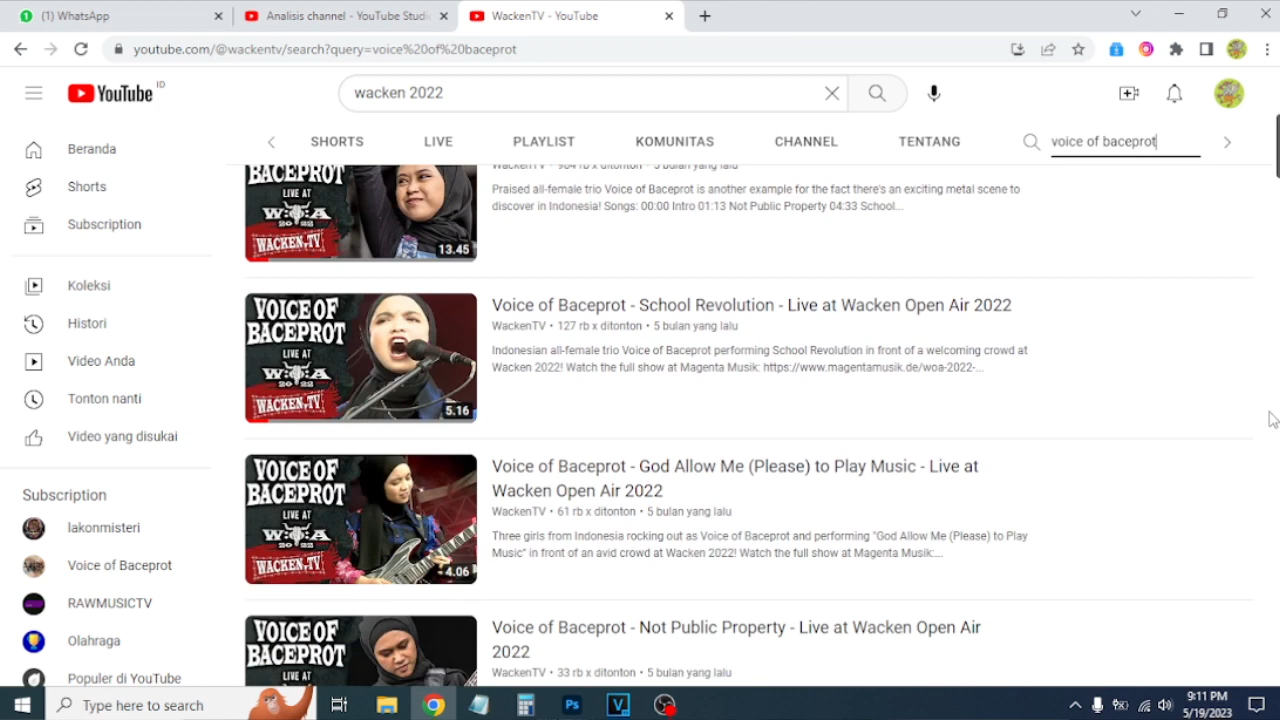 (1) WhatsApp
Analisis channel - YouTube Studi
WackenTV - YouTube
youtube.com/@wackentv/search?query=voice%20of%20baceprot
YouTube ID
wacken 2022
SHORTS LIVE PLAYLIST KOMUNITAS CHANNEL TENTANG voice of baceprot
Beranda
Shorts
Subscription
Koleksi
Histori
Video Anda
Tonton nanti
Video yang disukai
Subscription
lakonmisteri
Voice of Baceprot
RAWMUSICTV
Olahraga
Populer di YouTube
BACEPROT
LIVE AT
W:O:A
2022
WACKEN.TV
13.45
WackenTV • 904 rb x ditonton • 5 bulan yang lalu
Praised all-female trio Voice of Baceprot is another example for the fact there's an exciting metal scene to
discover in Indonesia! Songs: 00:00 Intro 01:13 Not Public Property 04:33 School...
VOICE OF
BACEPROT
LIVE AT
W:O:A
2022
WACKEN.TV
5.16
Voice of Baceprot - School Revolution - Live at Wacken Open Air 2022
WackenTV • 127 rb x ditonton • 5 bulan yang lalu
Indonesian all-female trio Voice of Baceprot performing School Revolution in front of a welcoming crowd at
Wacken 2022! Watch the full show at Magenta Musik: https://www.magentamusik.de/woa-2022-...
VOICE OF
BACEPROT
LIVE AT
W:O:A
2022
WACKEN.TV
4.06
Voice of Baceprot - God Allow Me (Please) to Play Music - Live at
Wacken Open Air 2022
WackenTV • 61 rb x ditonton • 5 bulan yang lalu
Three girls from Indonesia rocking out as Voice of Baceprot and performing "God Allow Me (Please) to Play
Music" in front of an avid crowd at Wacken 2022! Watch the full show at Magenta Musik:...
VOICE OF
BACEPROT
LIVE AT
Voice of Baceprot - Not Public Property - Live at Wacken Open Air
2022
WackenTV • 33 rb x ditonton • 5 bulan yang lalu
Type here to search
Ps
V
9:11 PM
5/19/2023